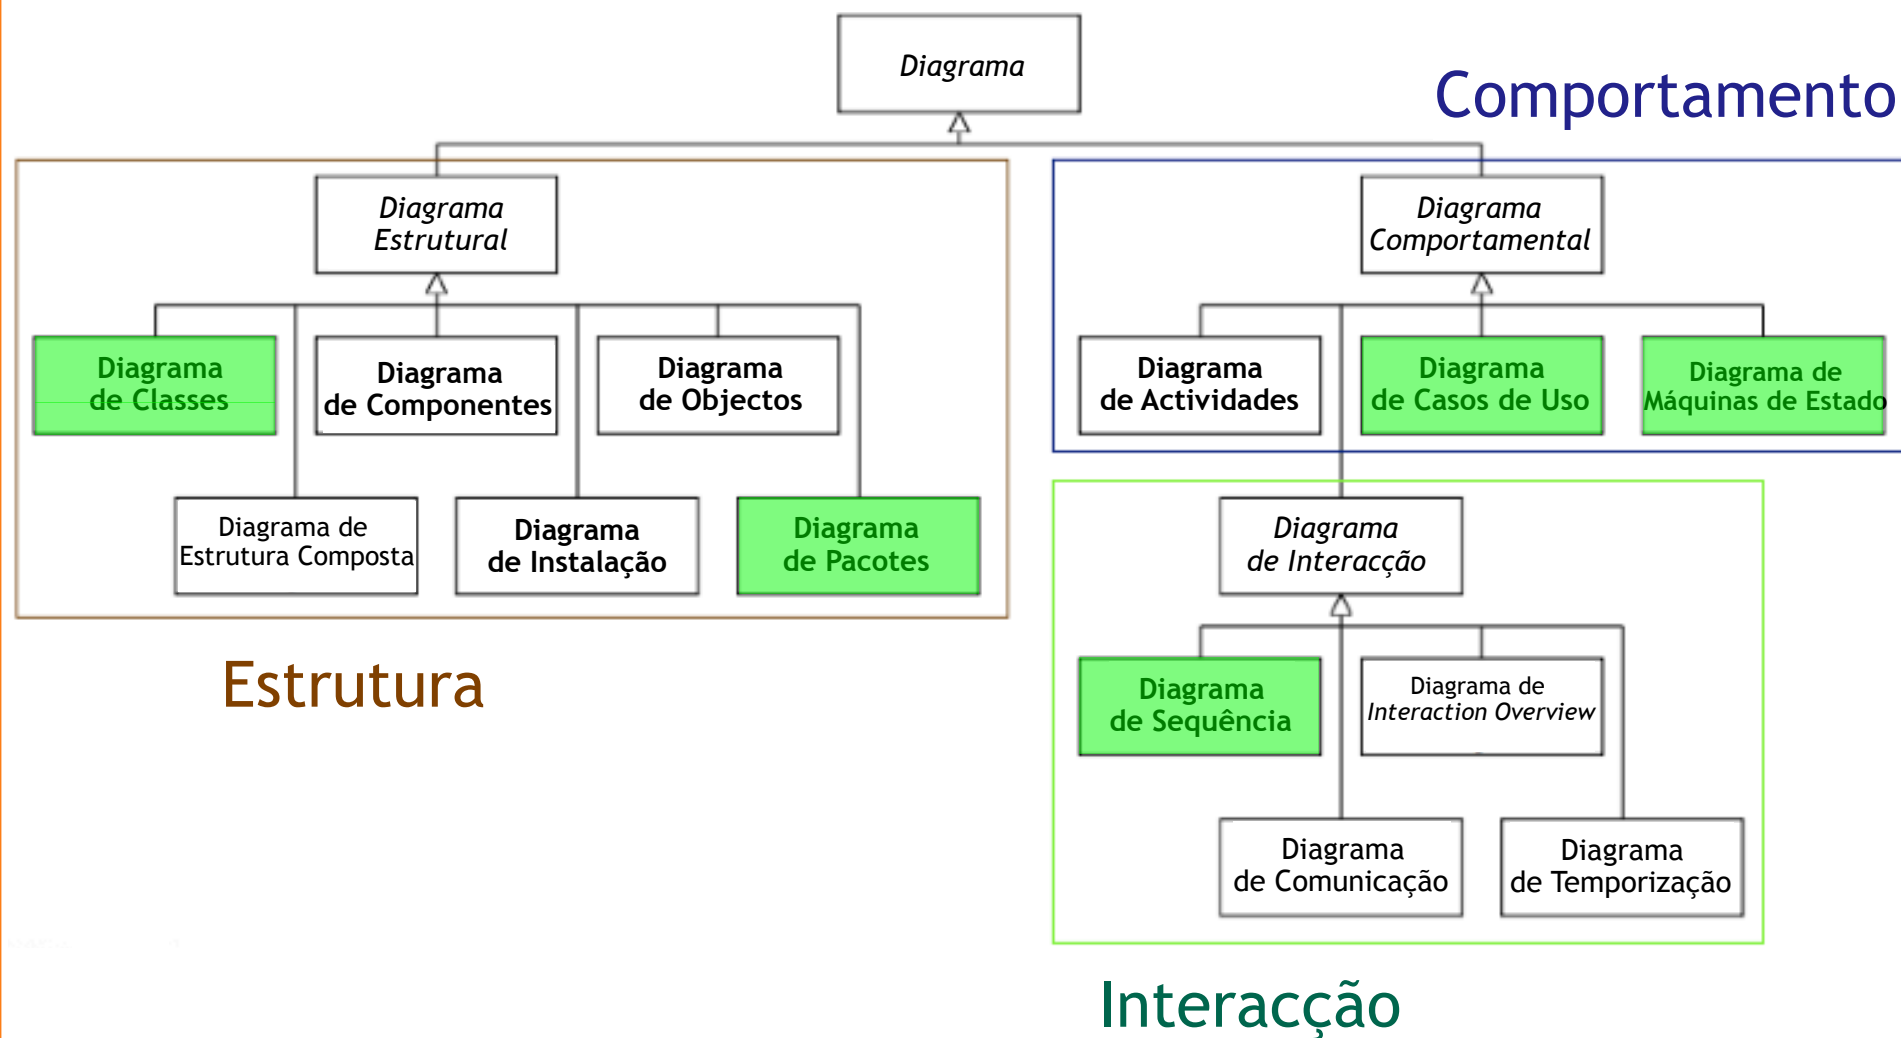 Diagrama
Comportamento
Diagrama
Estrutural
Diagrama
Comportamental
Diagrama
de Classes
Diagrama
de Componentes
Diagrama
de Objectos
Diagrama
de Actividades
Diagrama
de Casos de Uso
Diagrama de
Máquinas de Estado
Diagrama de
Estrutura Composta
Diagrama
de Instalação
Diagrama
de Pacotes
Diagrama
de Interacção
Estrutura
Diagrama
de Sequência
Diagrama de
Interaction Overview
Diagrama
de Comunicação
Diagrama
de Temporização
Interacção